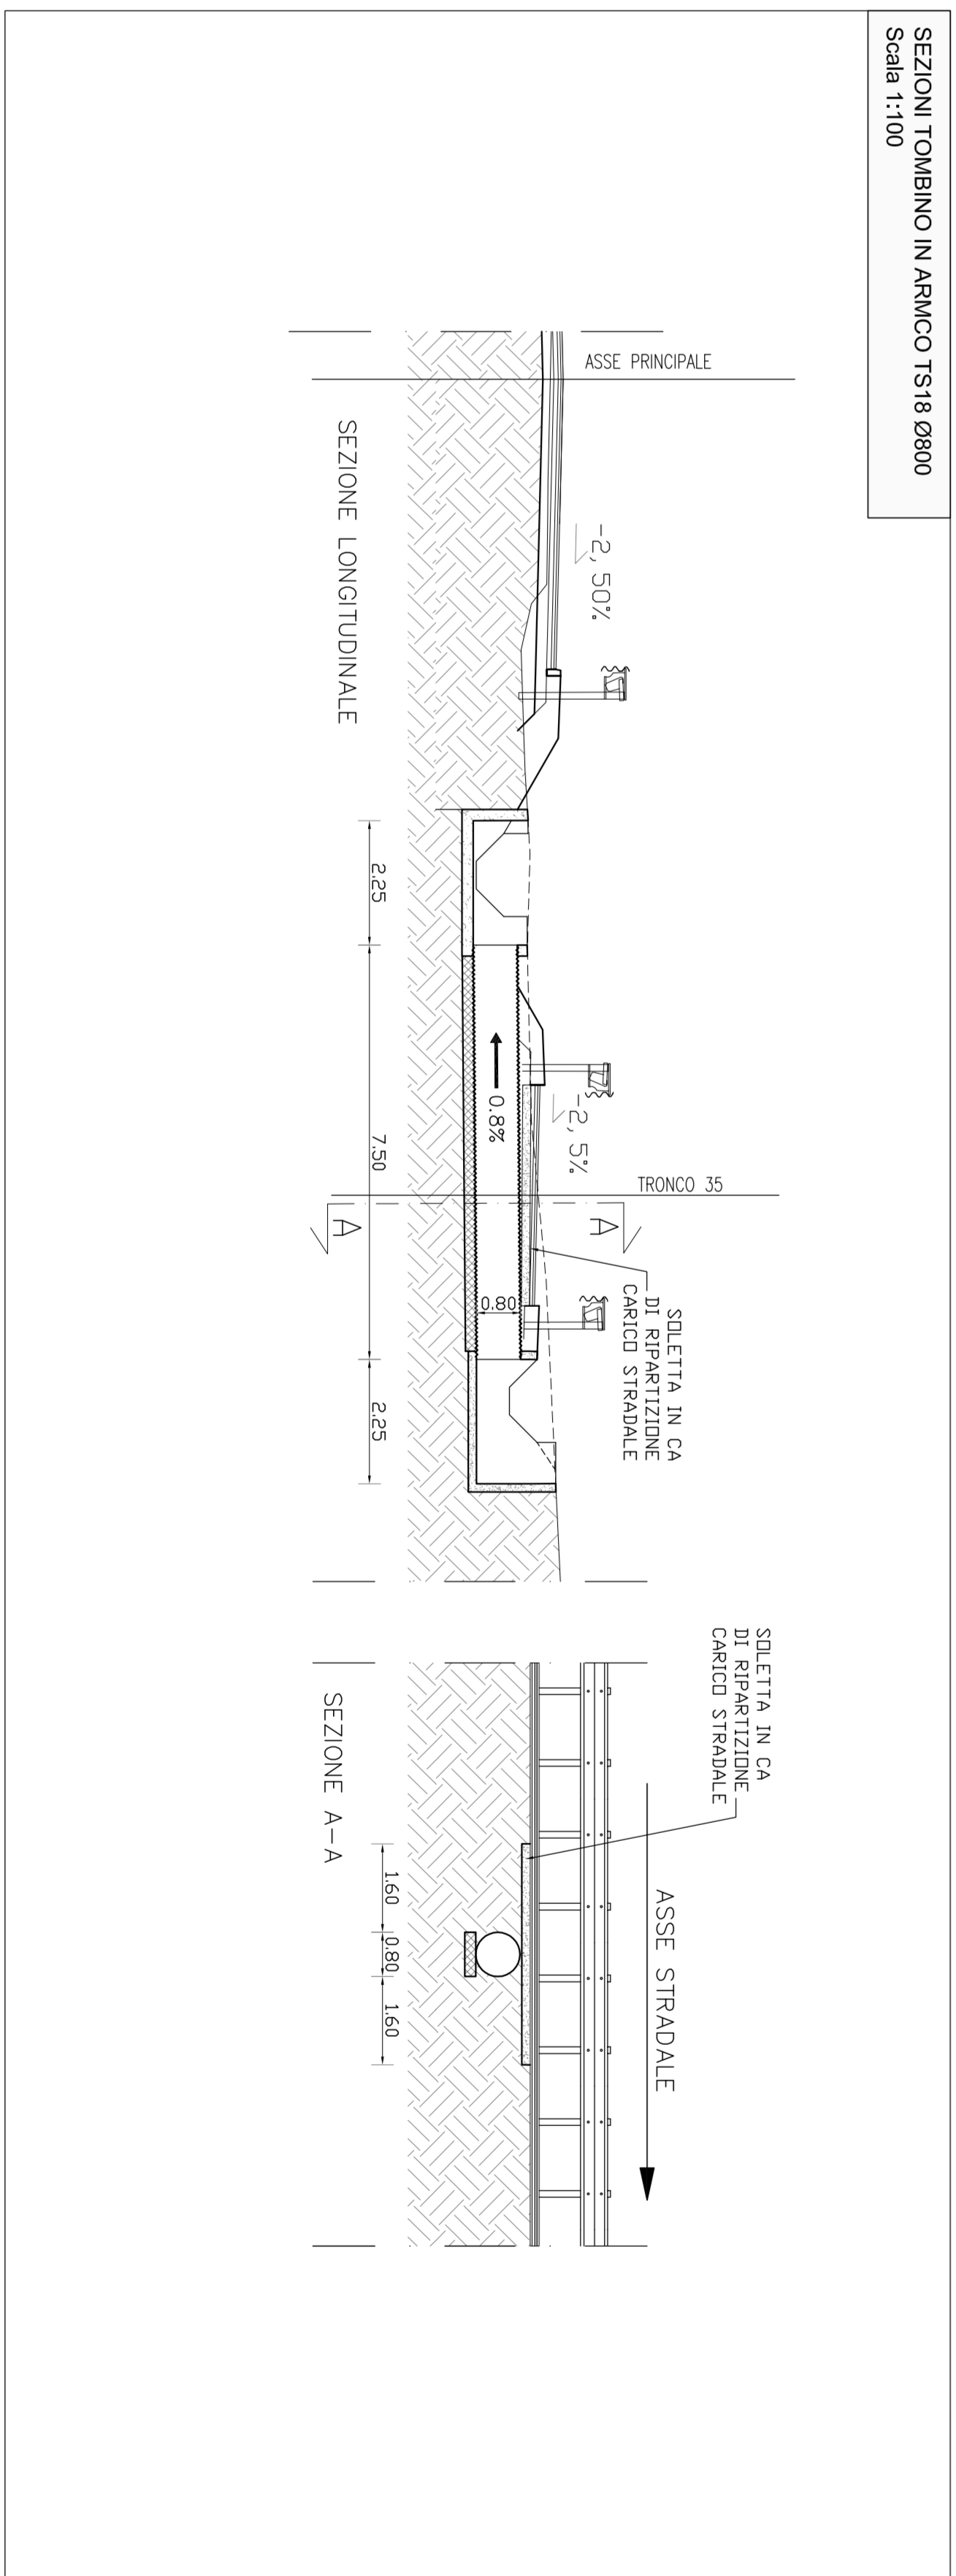 SEZIONI TOMBINO IN ARMCO TS18 Ø800
Scala 1:100
ASSE PRINCIPALE
-2,50%
-2,5%
TRONCO 35
A
A
SOLETTA IN CA
DI RIPARTIZIONE
CARICO STRADALE
0.8%
0.80
2.25
7.50
2.25
SEZIONE LONGITUDINALE
SOLETTA IN CA
DI RIPARTIZIONE
CARICO STRADALE
ASSE STRADALE
1.60
0.80
1.60
SEZIONE A-A